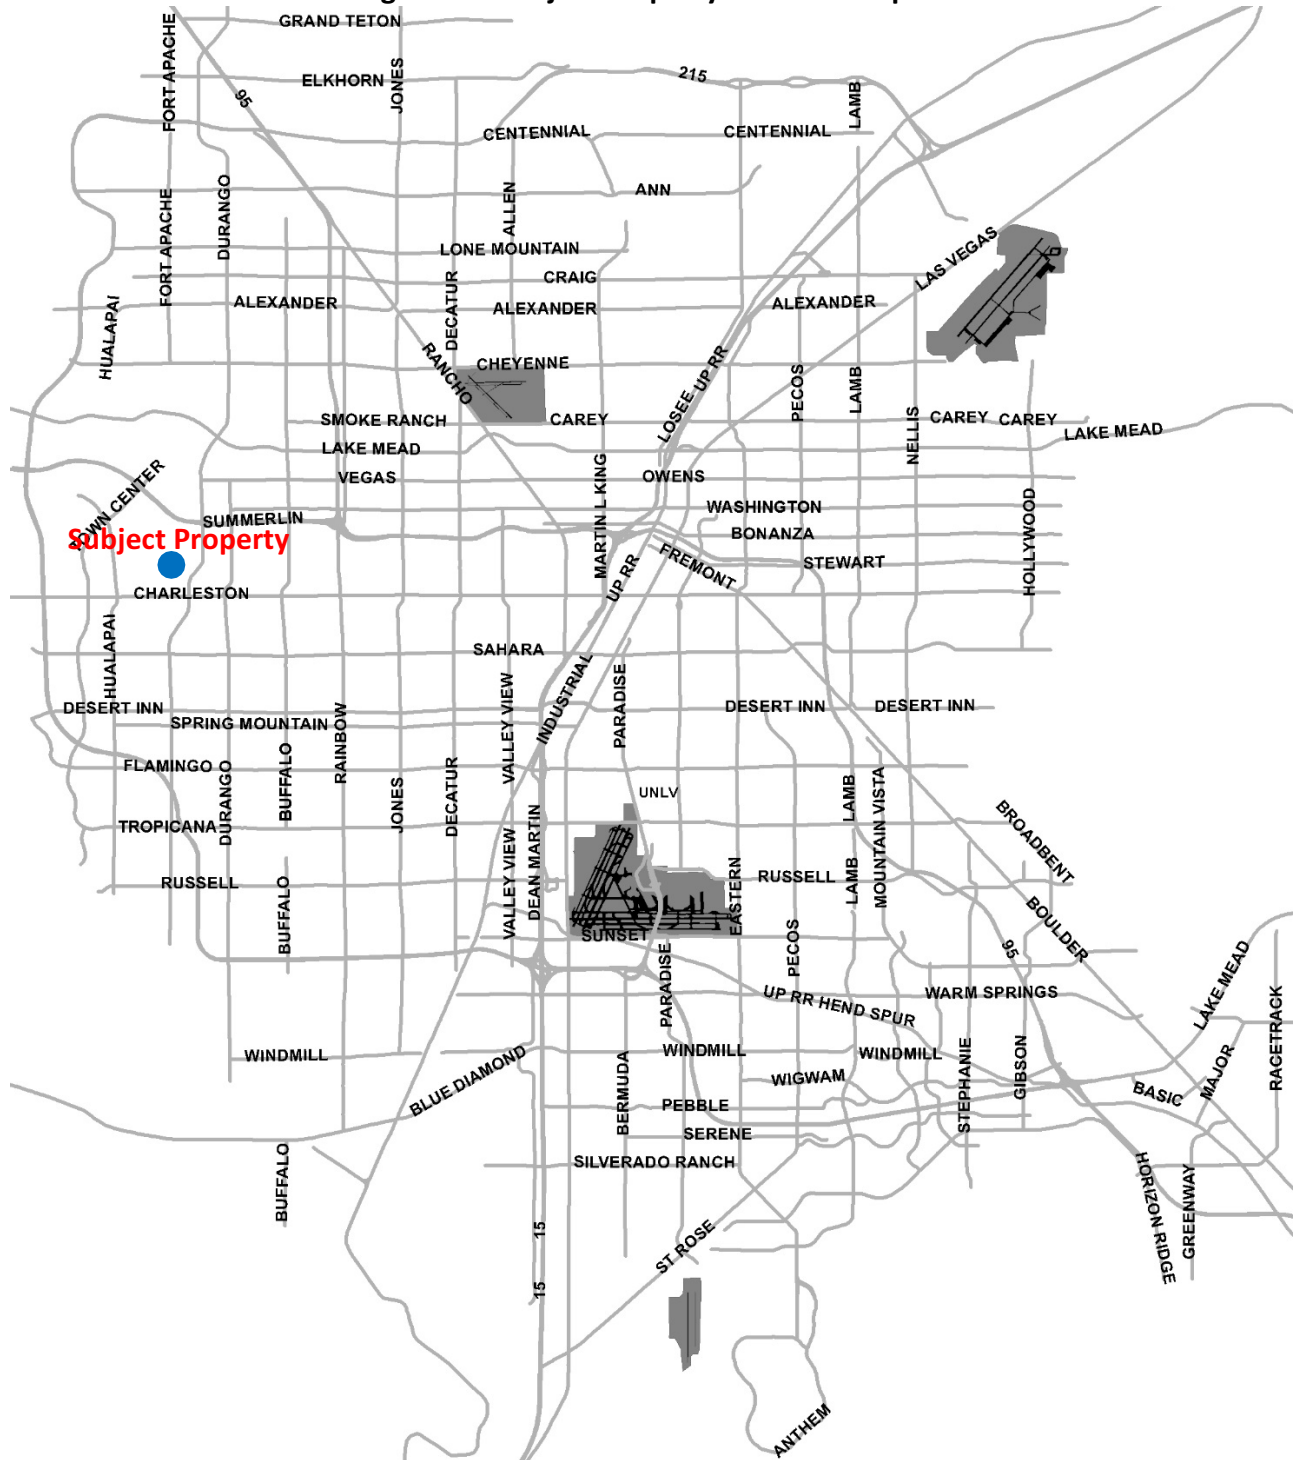 GRAND TETON
FORT APACHE
ELKHORN
JONES
95
215
LAMB
CENTENNIAL
CENTENNIAL
ANN
ALLEN
DURANGO
FORT APACHE
LONE MOUNTAIN
LAS VEGAS
CRAIG
ALEXANDER
ALEXANDER
ALEXANDER
DECATUR
HUALAPAI
RANCHO
CHEYENNE
UP RR
LOSEE
PECOS
LAMB
NELLIS
SMOKE RANCH
CAREY
CAREY
CAREY
LAKE MEAD
LAKE MEAD
VEGAS
OWENS
MARTIN L KING
TOWN CENTER
SUMMERLIN
WASHINGTON
BONANZA
HOLLYWOOD
Subject Property
FREMONT
STEWART
UP RR
CHARLESTON
HUALAPAI
SAHARA
INDUSTRIAL
PARADISE
VALLEY VIEW
DESERT INN
DESERT INN
DESERT INN
SPRING MOUNTAIN
RAINBOW
BUFFALO
FLAMINGO
DURANGO
JONES
DECATUR
UNLV
LAMB
MOUNTAIN VISTA
TROPICANA
BROADBENT
VALLEY VIEW
DEAN MARTIN
RUSSELL
BUFFALO
EASTERN
RUSSELL
LAMB
BOULDER
SUNSET
PECOS
95
PARADISE
LAKE MEAD
UP RR HEND SPUR
WARM SPRINGS
RACETRACK
WINDMILL
BLUE DIAMOND
WINDMILL
WINDMILL
STEPHANIE
GIBSON
MAJOR
WIGWAM
BASIC
BERMUDA
PEBBLE
SERENE
BUFFALO
SILVERADO RANCH
HORIZON RIDGE
GREENWAY
15
ST ROSE
15
ANTHEM